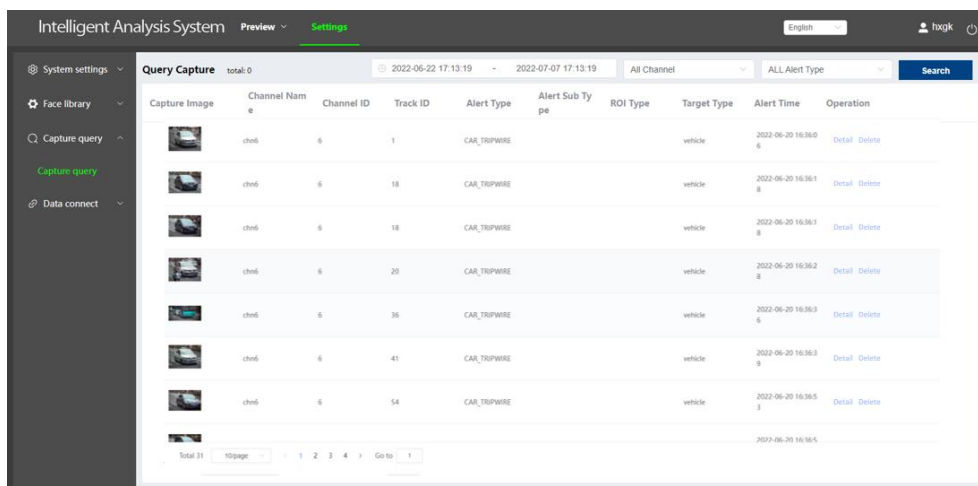 Intelligent Analysis System Preview Settings English hxgk
System settings
Face library
Capture query
Capture query
Data connect
Query Capture total: 0 2022-06-22 17:13:19 - 2022-07-07 17:13:19 All Channel ALL Alert Type Search
Capture Image Channel Nam Channel ID Track ID Alert Type Alert Sub Ty ROI Type Target Type Alert Time Operation
e pe
chn6 6 1 CAR_TRIPWIRE vehicle 2022-06-20 16:36:0 Detail Delete
6
chn6 6 18 CAR_TRIPWIRE vehicle 2022-06-20 16:36:1 Detail Delete
8
chn6 6 18 CAR_TRIPWIRE vehicle 2022-06-20 16:36:1 Detail Delete
8
chn6 6 20 CAR_TRIPWIRE vehicle 2022-06-20 16:36:2 Detail Delete
8
chn6 6 36 CAR_TRIPWIRE vehicle 2022-06-20 16:36:3 Detail Delete
6
chn6 6 41 CAR_TRIPWIRE vehicle 2022-06-20 16:36:3 Detail Delete
9
chn6 6 54 CAR_TRIPWIRE vehicle 2022-06-20 16:36:5 Detail Delete
3
2022-06-20 16:36:5
Total 31 10/page 1 2 3 4 Go to 1